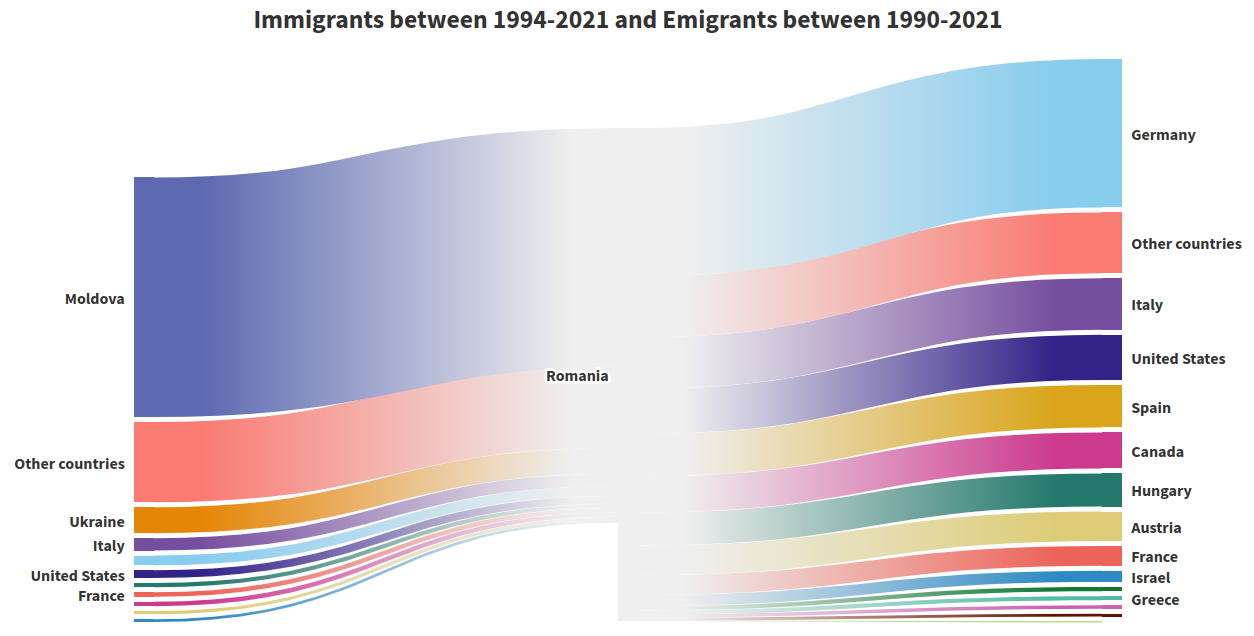 Immigrants between 1994-2021 and Emigrants between 1990-2021
Moldova
Other countries
Ukraine
Italy
United States
France
Romania
Germany
Other countries
Italy
United States
Spain
Canada
Hungary
Austria
France
Israel
Greece